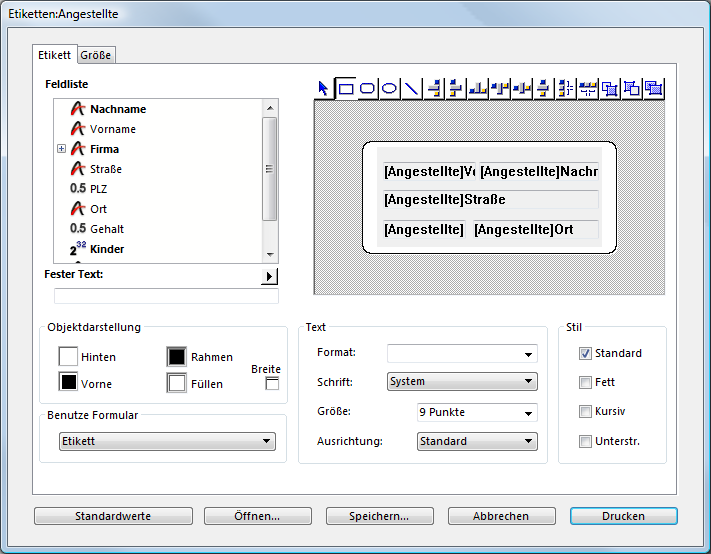 Etiketten:Angestellte
Etikett Größe
Feldliste
Nachname
Vorname
Firma
Straße
0.5 PLZ
Ort
0.5 Gehalt
2³² Kinder
Fester Text:
[Angestellte]Vo [Angestellte]Nachr
[Angestellte]Straße
[Angestellte] [Angestellte]Ort
Objektdarstellung
Hinten Rahmen
Breite
Vorne Füllen
Benutze Formular
Etikett
Text
Format:
Schrift: System
Größe: 9 Punkte
Ausrichtung: Standard
Stil
Standard
Fett
Kursiv
Unterstr.
Standardwerte Öffnen... Speichern... Abbrechen Drucken